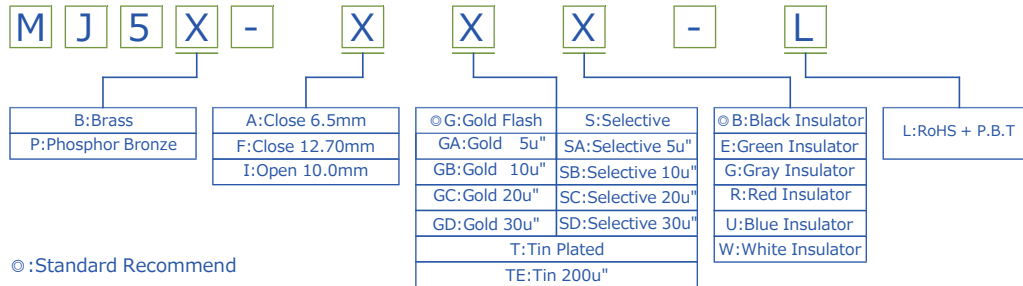 M J 5 X - X X X - L
B:Brass
P:Phosphor Bronze
A:Close 6.5mm
F:Close 12.70mm
I:Open 10.0mm
◎G:Gold Flash S:Selective
GA:Gold 5u" SA:Selective 5u"
GB:Gold 10u" SB:Selective 10u"
GC:Gold 20u" SC:Selective 20u"
GD:Gold 30u" SD:Selective 30u"
T:Tin Plated
TE:Tin 200u"
◎B:Black Insulator
E:Green Insulator
G:Gray Insulator
R:Red Insulator
U:Blue Insulator
W:White Insulator
L:RoHS + P.B.T
◎:Standard Recommend